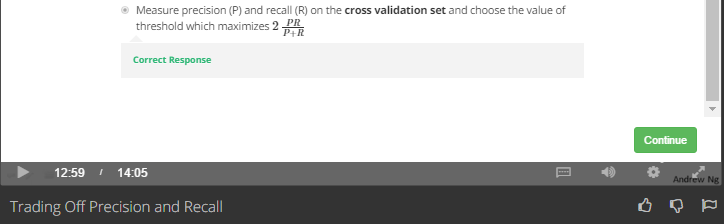 Measure precision (P) and recall (R) on the cross validation set and choose the value of
threshold which maximizes 2 PR/P+R
Correct Response
Continue
12:59 / 14:05
Andrew Ng
Trading Off Precision and Recall